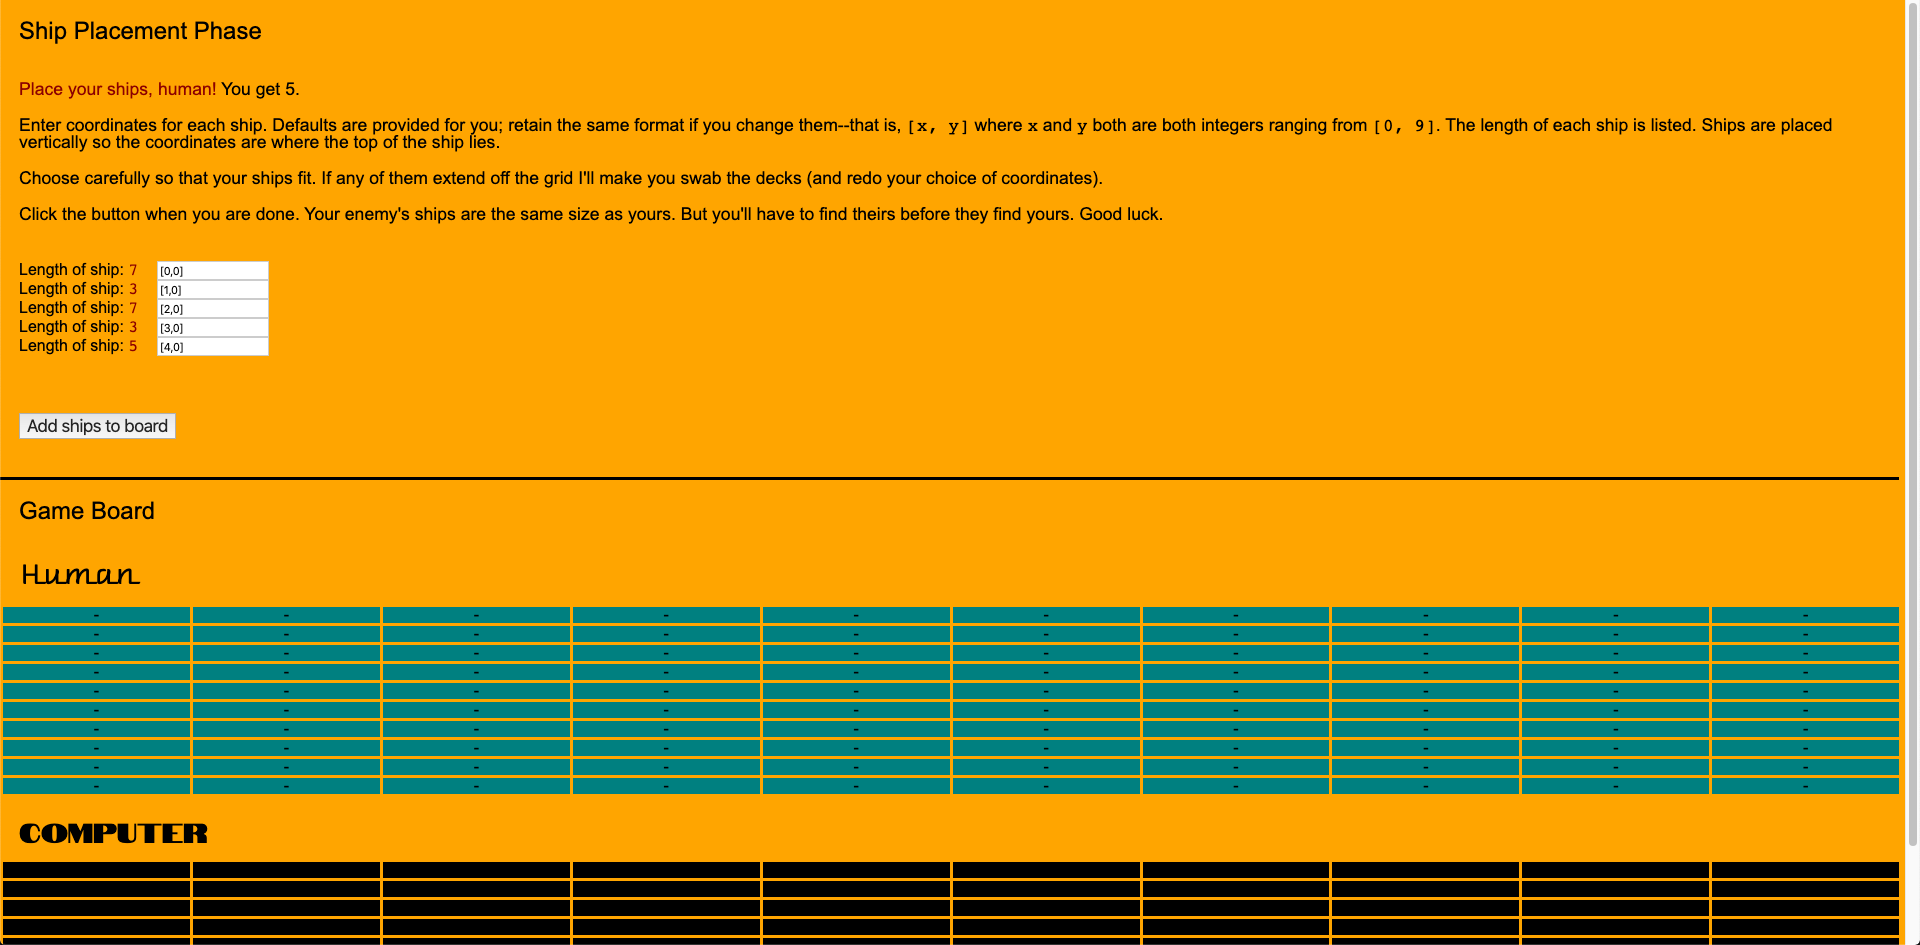 Ship Placement Phase
Place your ships, human! You get 5.
Enter coordinates for each ship. Defaults are provided for you; retain the same format if you change them--that is, [x, y] where x and y both are both integers ranging from [0, 9]. The length of each ship is listed. Ships are placed
vertically so the coordinates are where the top of the ship lies.
Choose carefully so that your ships fit. If any of them extend off the grid I'll make you swab the decks (and redo your choice of coordinates).
Click the button when you are done. Your enemy's ships are the same size as yours. But you'll have to find theirs before they find yours. Good luck.
Length of ship: 7 [0,0]
Length of ship: 3 [1,0]
Length of ship: 7 [2,0]
Length of ship: 3 [3,0]
Length of ship: 5 [4,0]
Add ships to board
Game Board
Human
- - - - - - - - - -
- - - - - - - - - -
- - - - - - - - - -
- - - - - - - - - -
- - - - - - - - - -
- - - - - - - - - -
- - - - - - - - - -
- - - - - - - - - -
- - - - - - - - - -
- - - - - - - - - -
COMPUTER